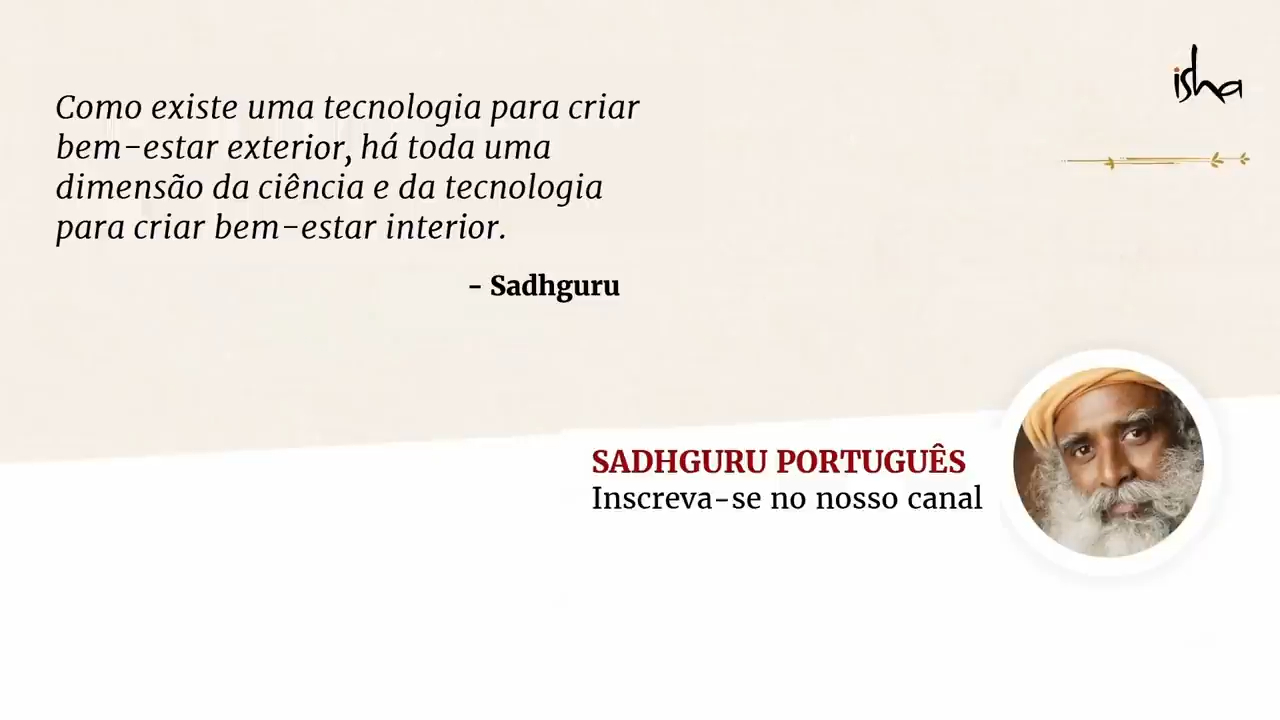 isha
Como existe uma tecnologia para criar
bem-estar exterior, há toda uma
dimensão da ciência e da tecnologia
para criar bem-estar interior.
- Sadhguru
SADHGURU PORTUGUÊS
Inscreva-se no nosso canal